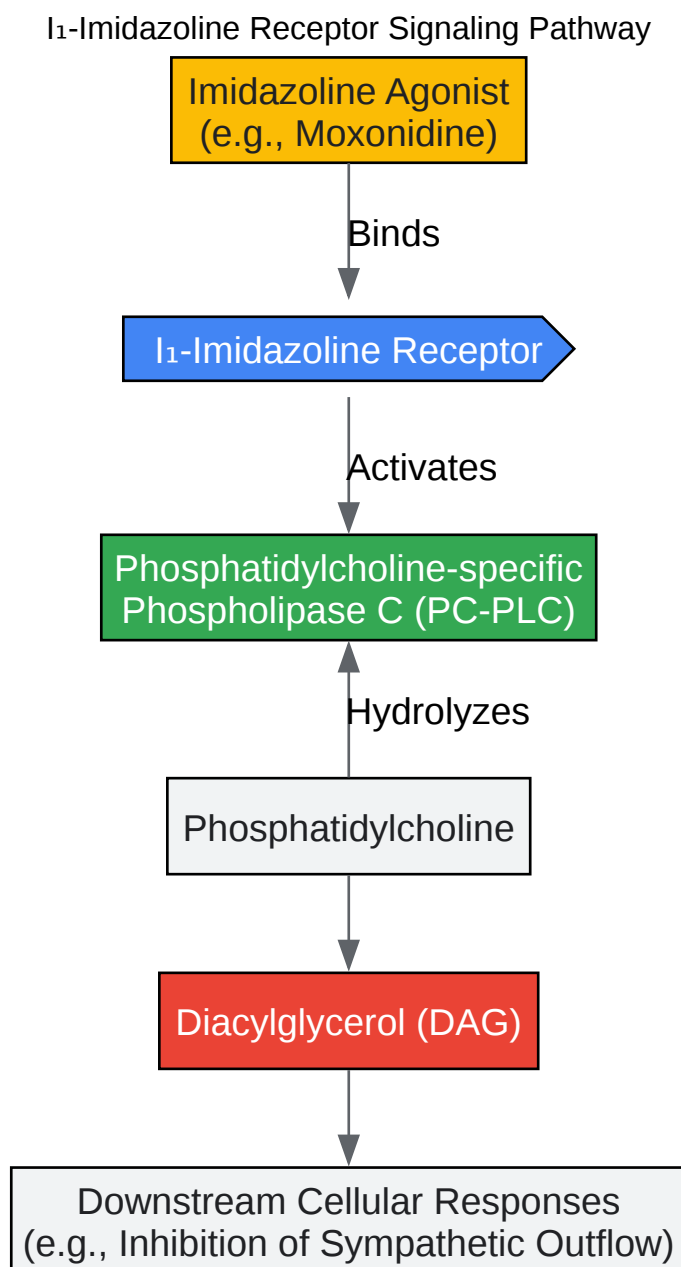 I₁-Imidazoline Receptor Signaling Pathway
Imidazoline Agonist
(e.g., Moxonidine)
Binds
I₁-Imidazoline Receptor
Activates
Phosphatidylcholine-specific
Phospholipase C (PC-PLC)
Hydrolyzes
Phosphatidylcholine
Diacylglycerol (DAG)
Downstream Cellular Responses
(e.g., Inhibition of Sympathetic Outflow)